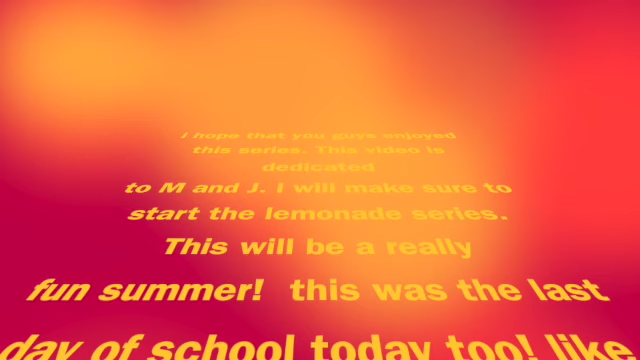 I hope that you guys enjoyed
this series. This video is
dedicated
to M and J. I will make sure to
start the lemonade series.
This will be a really
fun summer!  this was the last
day of school today too! like